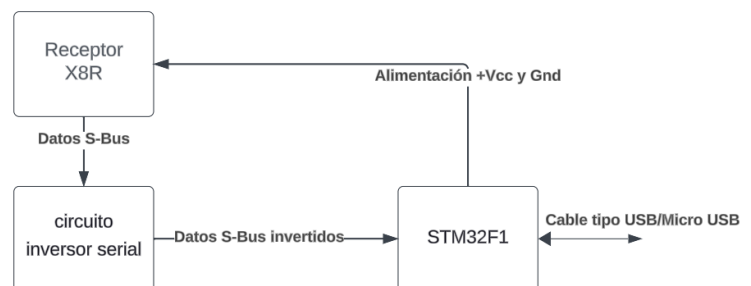 Receptor
X8R
Alimentación +Vcc y Gnd
Datos S-Bus
circuito
inversor serial
Datos S-Bus invertidos
STM32F1
Cable tipo USB/Micro USB